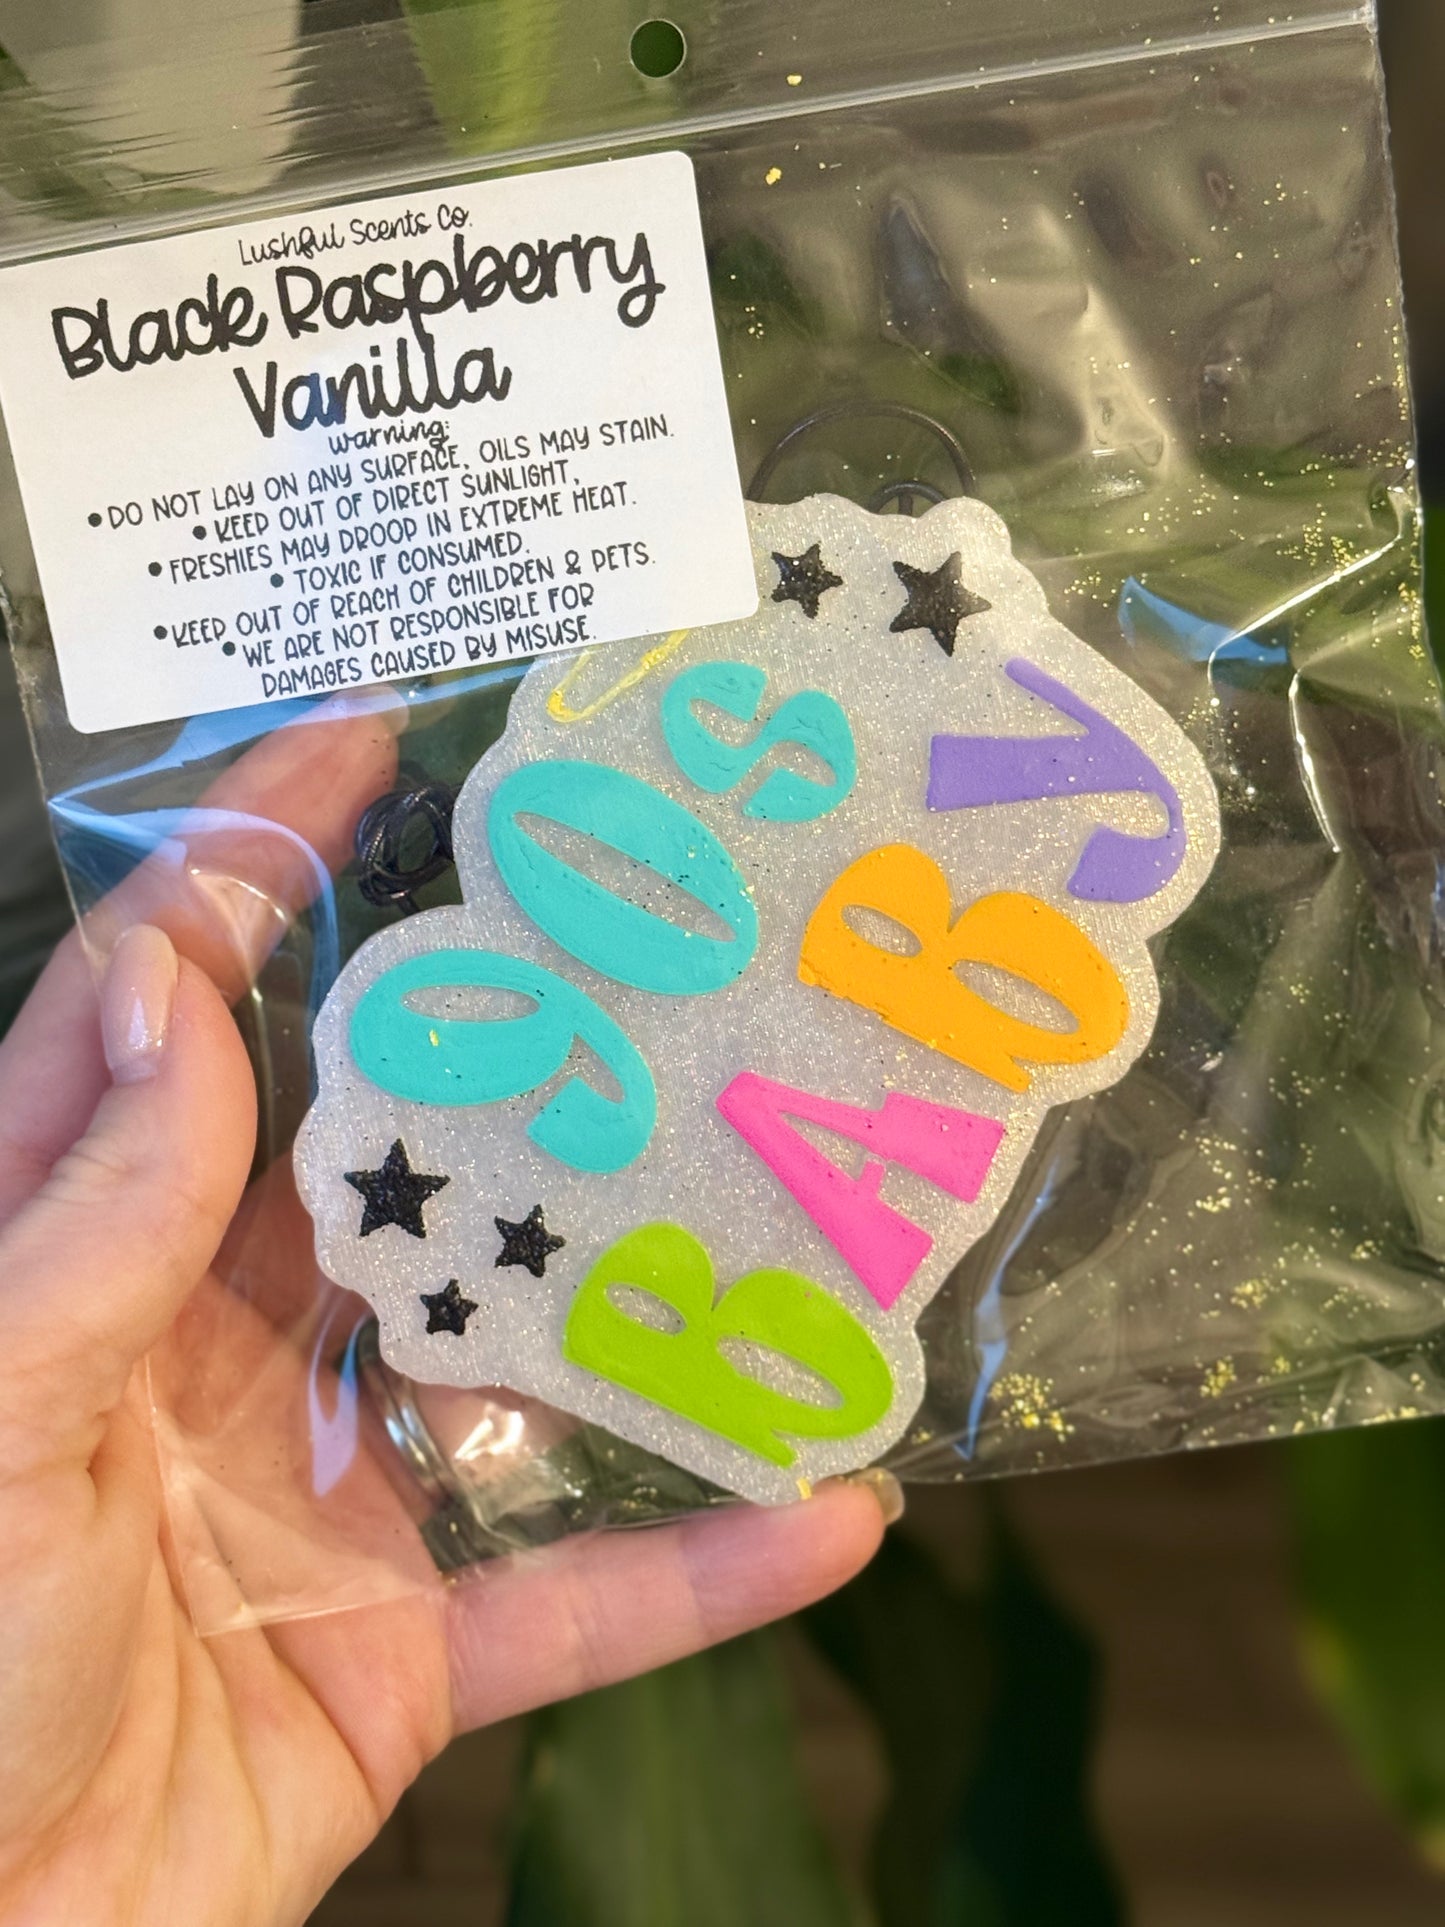 Lushful Scents Co.
Black Raspberry
Vanilla
warning:
•DO NOT LAY ON ANY SURFACE, OILS MAY STAIN.
•KEEP OUT OF DIRECT SUNLIGHT,
•FRESHIES MAY DROOP IN EXTREME HEAT.
•TOXIC IF CONSUMED.
•KEEP OUT OF REACH OF CHILDREN & PETS.
•WE ARE NOT RESPONSIBLE FOR
DAMAGES CAUSED BY MISUSE.
90s
BABY